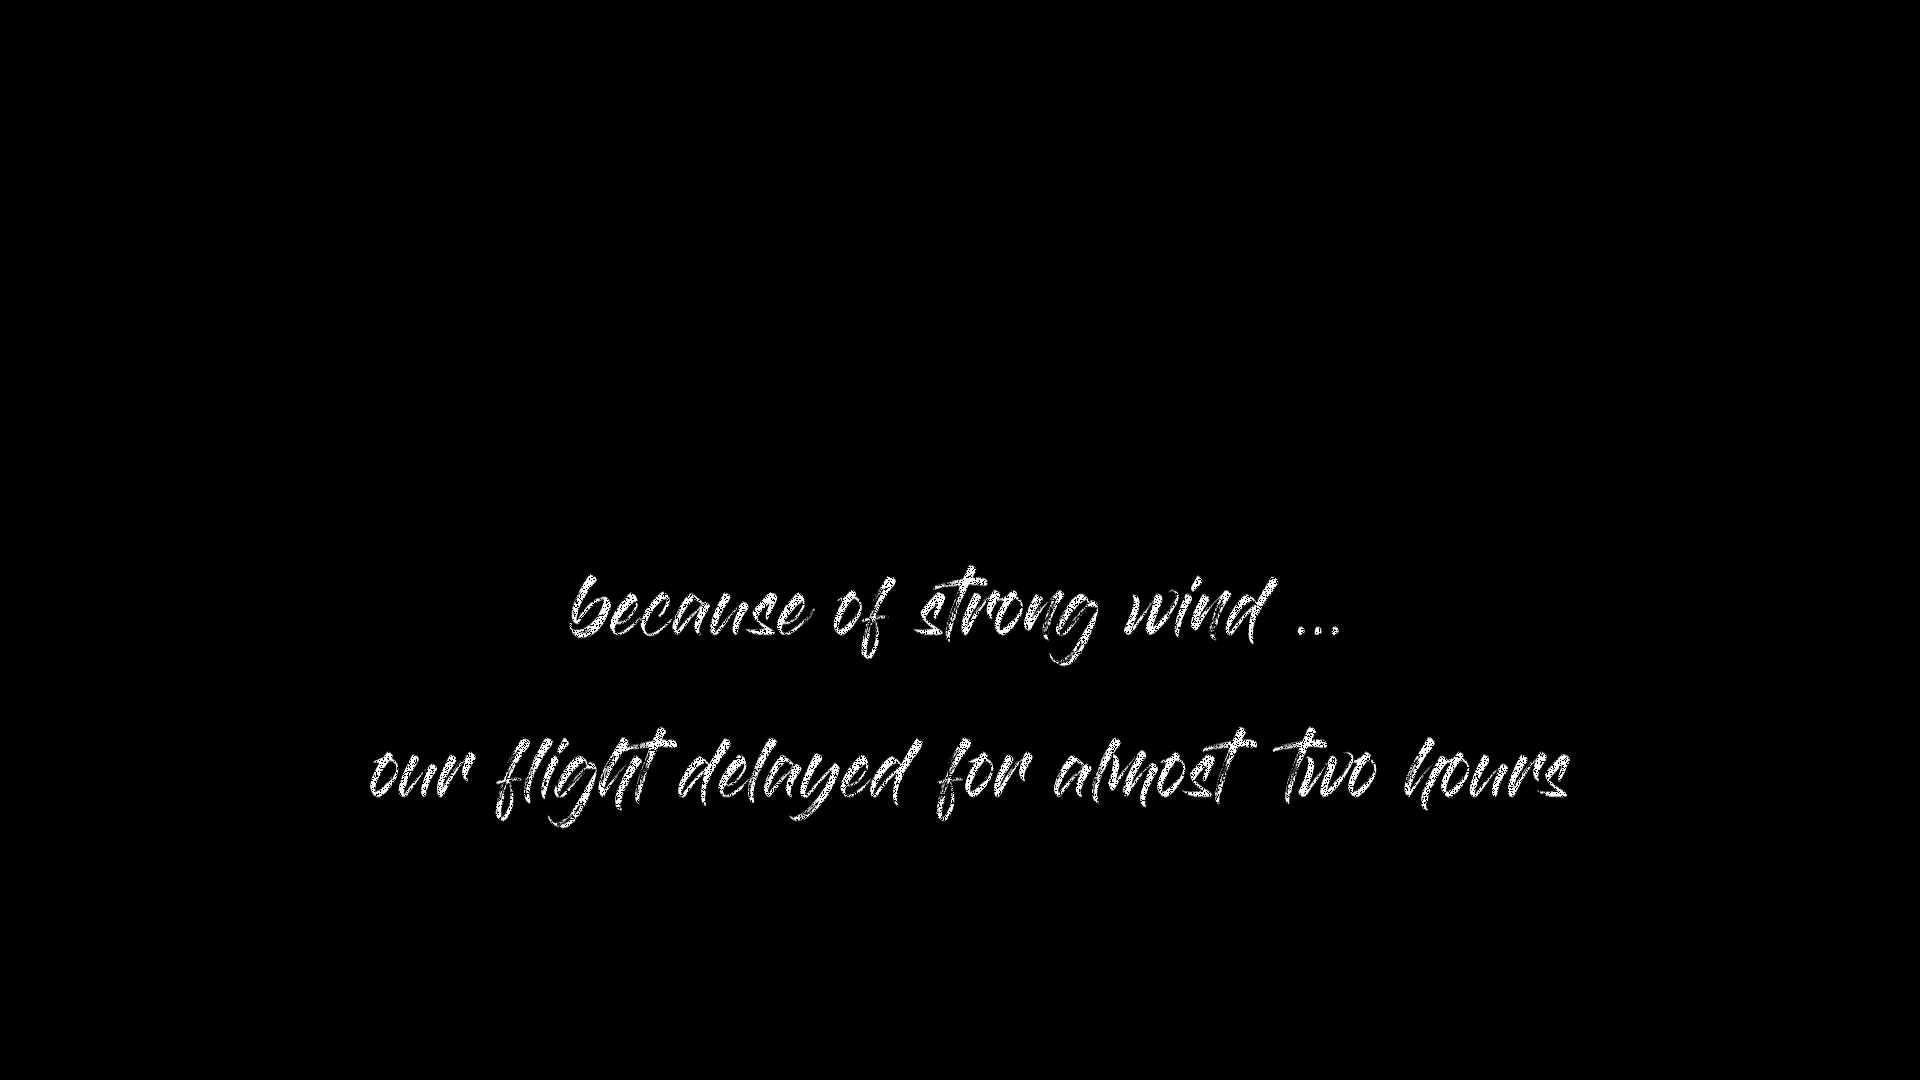 because of strong wind ...
our flight delayed for almost two hours